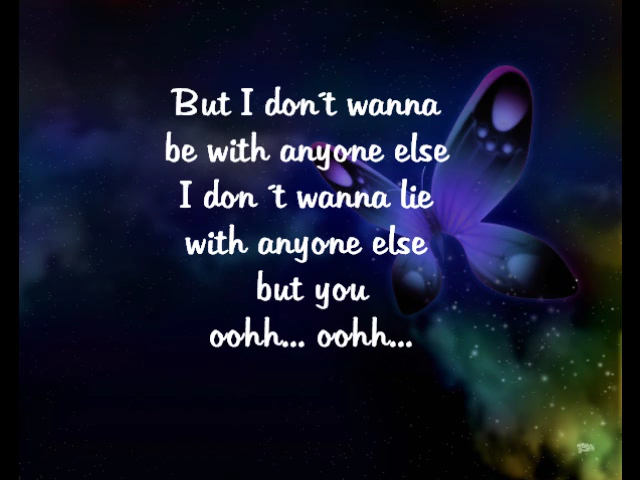 But I don´t wanna
be with anyone else
I don ´t wanna lie
with anyone else
but you
oohh... oohh...